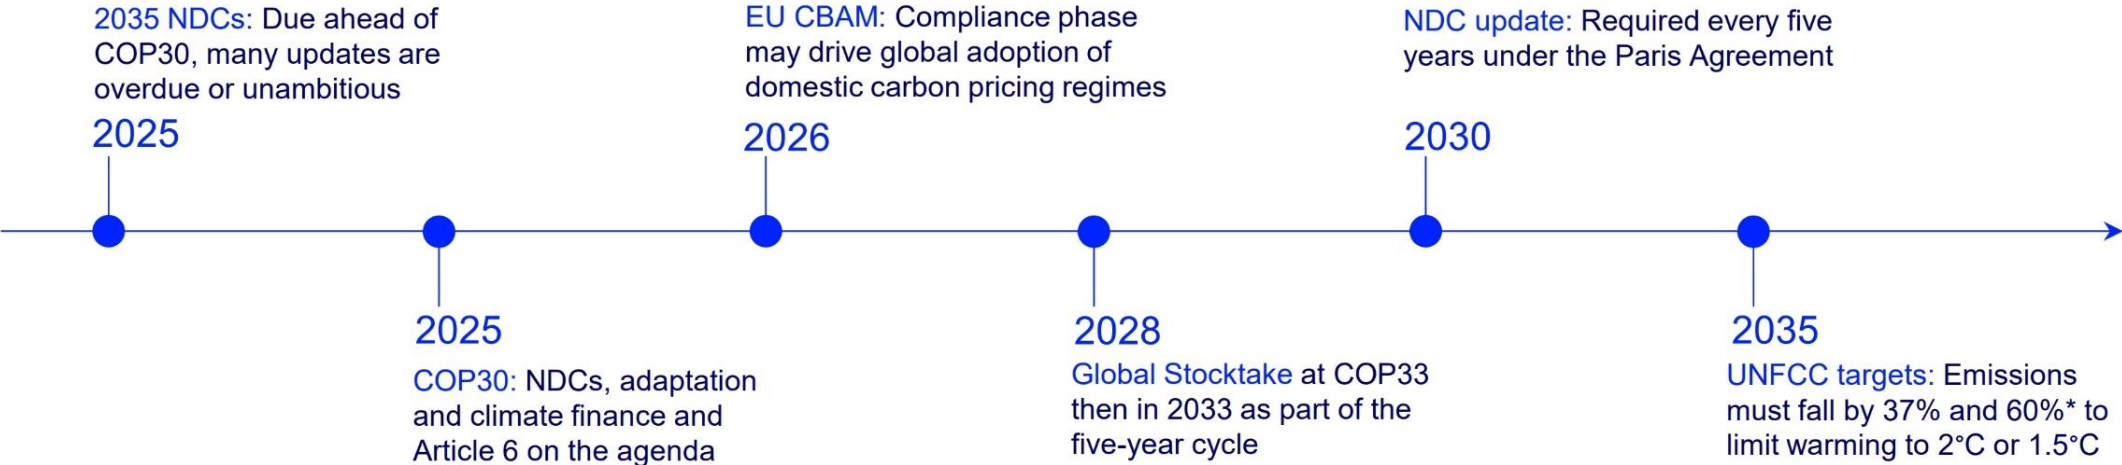 2035 NDCs: Due ahead of
COP30, many updates are
overdue or unambitious
2025
EU CBAM: Compliance phase
may drive global adoption of
domestic carbon pricing regimes
2026
NDC update: Required every five
years under the Paris Agreement
2030
2025
COP30: NDCs, adaptation
and climate finance and
Article 6 on the agenda
2028
Global Stocktake at COP33
then in 2033 as part of the
five-year cycle
2035
UNFCC targets: Emissions
must fall by 37% and 60%* to
limit warming to 2°C or 1.5°C